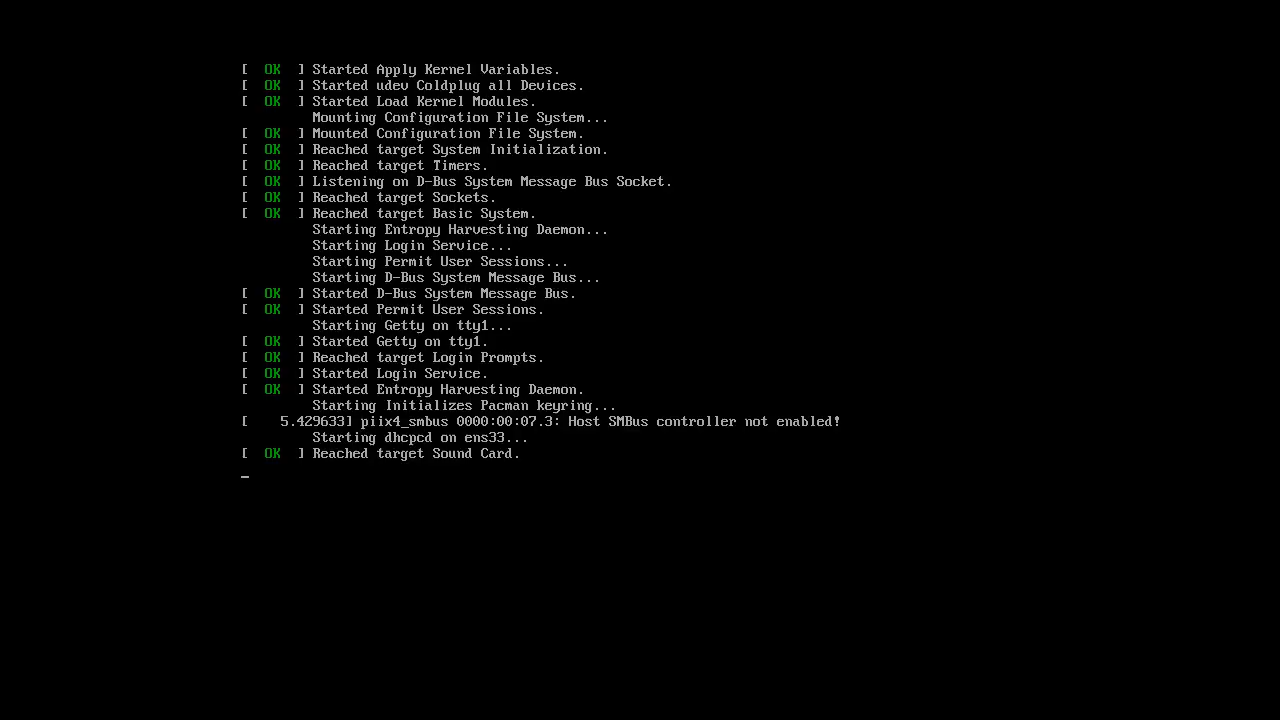 [  OK  ] Started Apply Kernel Variables.
[  OK  ] Started udev Coldplug all Devices.
[  OK  ] Started Load Kernel Modules.
         Mounting Configuration File System...
[  OK  ] Mounted Configuration File System.
[  OK  ] Reached target System Initialization.
[  OK  ] Reached target Timers.
[  OK  ] Listening on D-Bus System Message Bus Socket.
[  OK  ] Reached target Sockets.
[  OK  ] Reached target Basic System.
         Starting Entropy Harvesting Daemon...
         Starting Login Service...
         Starting Permit User Sessions...
         Starting D-Bus System Message Bus...
[  OK  ] Started D-Bus System Message Bus.
[  OK  ] Started Permit User Sessions.
         Starting Getty on tty1...
[  OK  ] Started Getty on tty1.
[  OK  ] Reached target Login Prompts.
[  OK  ] Started Login Service.
[  OK  ] Started Entropy Harvesting Daemon.
         Starting Initializes Pacman keyring...
[    5.429633] piix4_smbus 0000:00:07.3: Host SMBus controller not enabled!
         Starting dhcpcd on ens33...
[  OK  ] Reached target Sound Card.
_